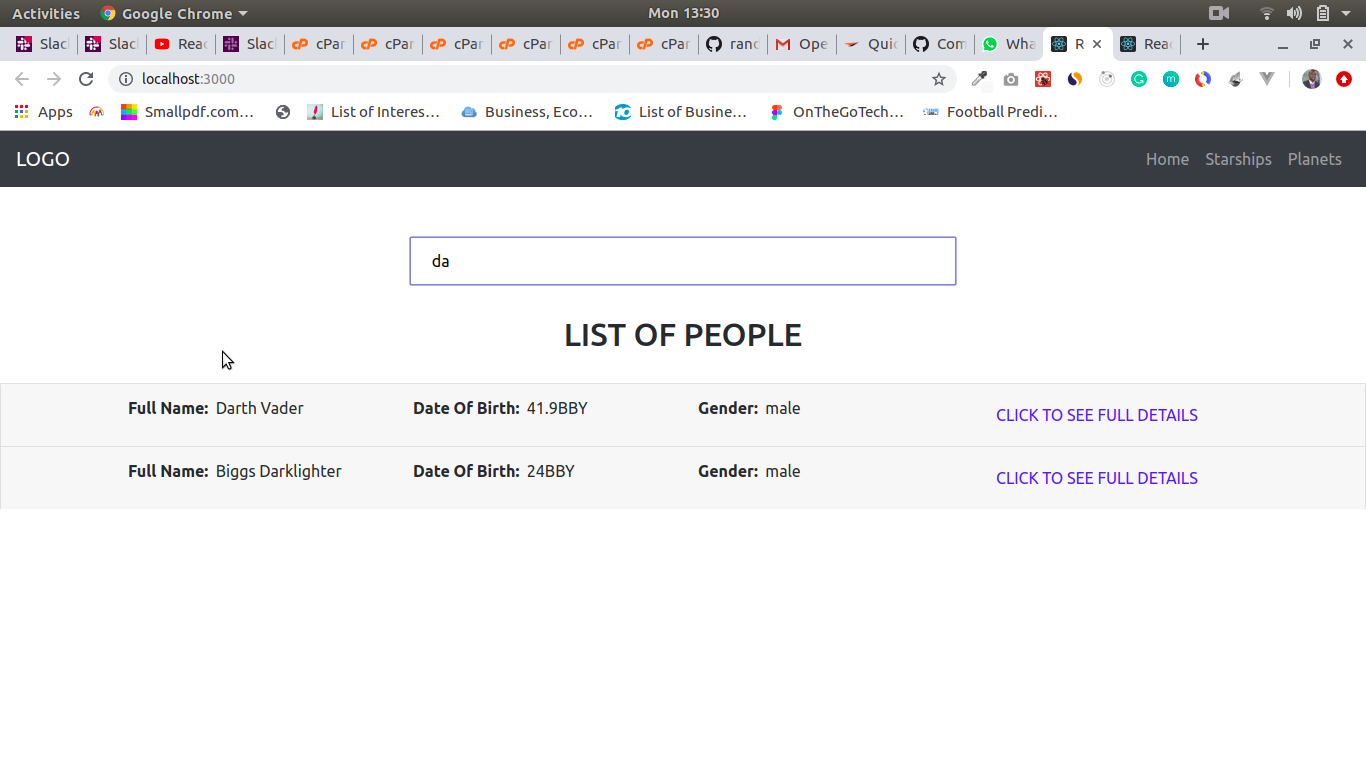 Activities Google Chrome Mon 13:30
Slac Slac Reac Slac cPar cPar cPar cPar cPar cPar rand Ope Quic Com Wha R Reac
localhost:3000
Apps Smallpdf.com... List of Interes... Business, Eco... List of Busine... OnTheGoTech... Football Predi...
LOGO Home Starships Planets
da
LIST OF PEOPLE
Full Name: Darth Vader Date Of Birth: 41.9BBY Gender: male CLICK TO SEE FULL DETAILS
Full Name: Biggs Darklighter Date Of Birth: 24BBY Gender: male CLICK TO SEE FULL DETAILS